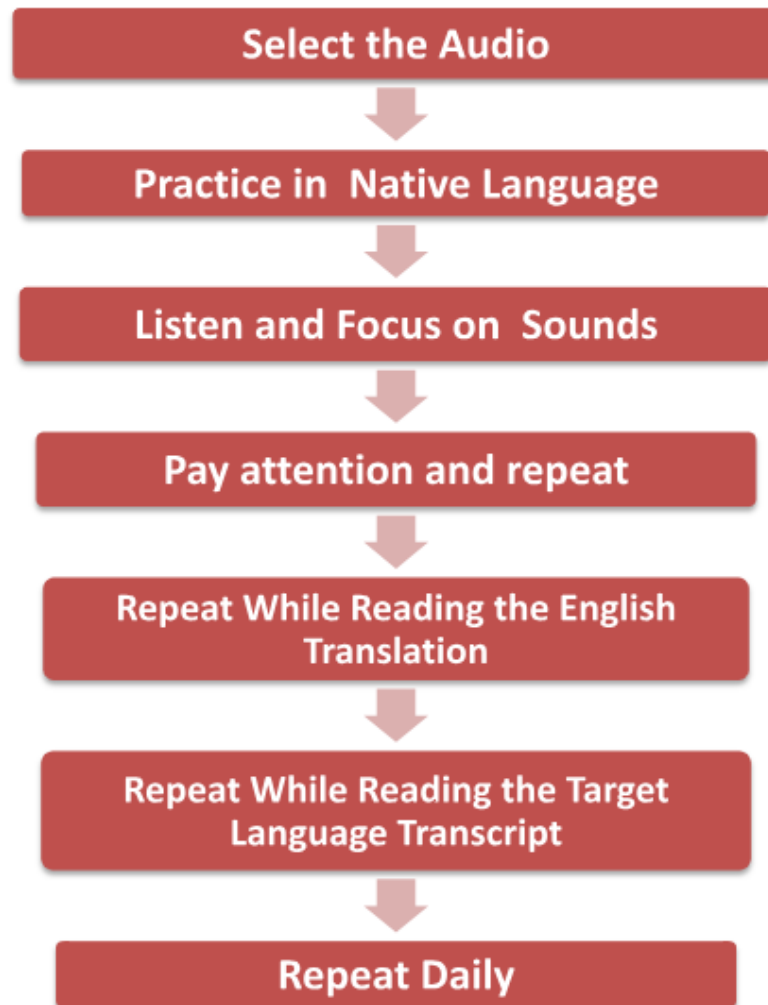 Select the Audio
Practice in  Native Language
Listen and Focus on  Sounds
Pay attention and repeat
Repeat While Reading the English
Translation
Repeat While Reading the Target
Language Transcript
Repeat Daily